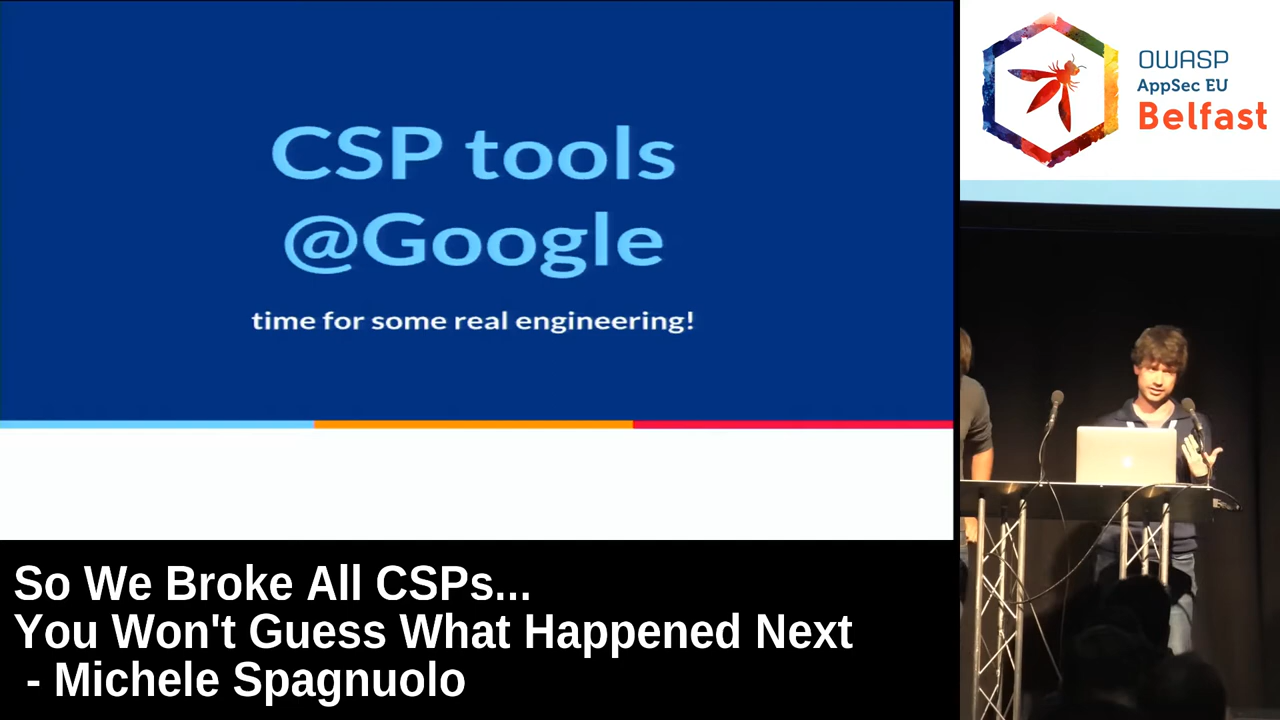 CSP tools
@Google
time for some real engineering!
OWASP
AppSec EU
Belfast
So We Broke All CSPs...
You Won't Guess What Happened Next
- Michele Spagnuolo